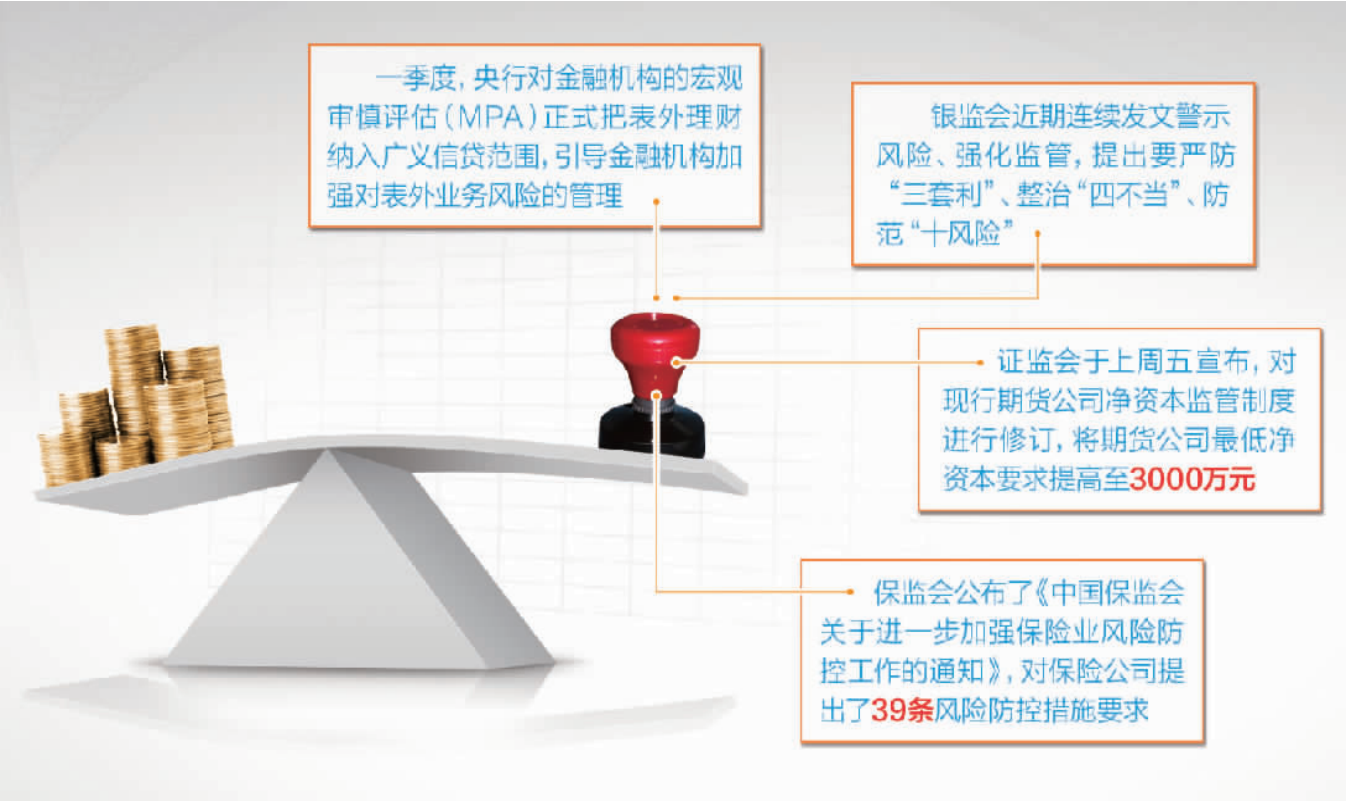 一季度，央行对金融机构的宏观
审慎评估（MPA）正式把表外理财
纳入广义信贷范围，引导金融机构加
强对表外业务风险的管理
银监会近期连续发文警示
风险、强化监管，提出要严防
“三套利”、整治“四不当”、防
范“十风险”
证监会于上周五宣布，对
现行期货公司净资本监管制度
进行修订，将期货公司最低净
资本要求提高至3000万元
保监会公布了《中国保监会
关于进一步加强保险业风险防
控工作的通知》，对保险公司提
出了39条风险防控措施要求